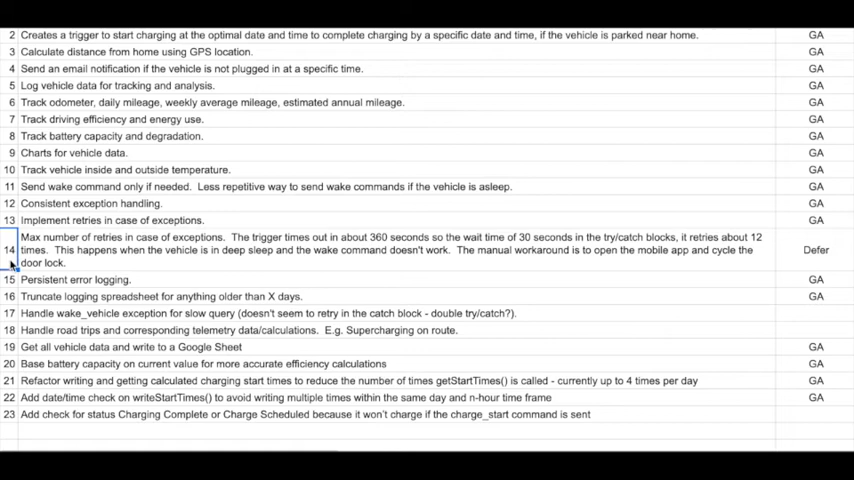 2 Creates a trigger to start charging at the optimal date and time to complete charging by a specific date and time, if the vehicle is parked near home. GA
3 Calculate distance from home using GPS location. GA
4 Send an email notification if the vehicle is not plugged in at a specific time. GA
5 Log vehicle data for tracking and analysis. GA
6 Track odometer, daily mileage, weekly average mileage, estimated annual mileage. GA
7 Track driving efficiency and energy use. GA
8 Track battery capacity and degradation. GA
9 Charts for vehicle data. GA
10 Track vehicle inside and outside temperature. GA
11 Send wake command only if needed. Less repetitive way to send wake commands if the vehicle is asleep. GA
12 Consistent exception handling. GA
13 Implement retries in case of exceptions. GA
Max number of retries in case of exceptions. The trigger times out in about 360 seconds so the wait time of 30 seconds in the try/catch blocks, it retries about 12
14 times. This happens when the vehicle is in deep sleep and the wake command doesn't work. The manual workaround is to open the mobile app and cycle the Defer
door lock.
15 Persistent error logging. GA
16 Truncate logging spreadsheet for anything older than X days. GA
17 Handle wake_vehicle exception for slow query (doesn't seem to retry in the catch block - double try/catch?).
18 Handle road trips and corresponding telemetry data/calculations. E.g. Supercharging on route.
19 Get all vehicle data and write to a Google Sheet GA
20 Base battery capacity on current value for more accurate efficiency calculations GA
21 Refactor writing and getting calculated charging start times to reduce the number of times getStartTimes() is called - currently up to 4 times per day GA
22 Add date/time check on writeStartTimes() to avoid writing multiple times within the same day and n-hour time frame GA
23 Add check for status Charging Complete or Charge Scheduled because it won't charge if the charge_start command is sent